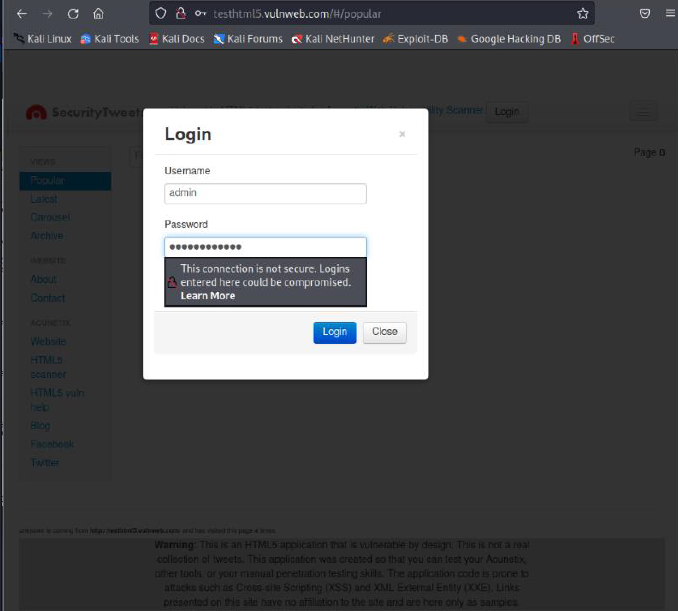 testhtml5.vulnweb.com/#/popular
Kali Linux Kali Tools Kali Docs Kali Forums Kali NetHunter Exploit-DB Google Hacking DB OffSec
SecurityTweet
Scanner Login
Page 0
Login ×
Username
admin
Password
●●●●●●●●●●●●
This connection is not secure. Logins
entered here could be compromised.
Learn More
Login Close
VIEWS
Popular
Latest
Carousel
Archive
WEBSITE
About
Contact
ACUNETIX
Website
HTML5
scanner
HTML5 vuln
help
Blog
Facebook
Twitter
Warning: This is an HTML5 application that is vulnerable by design. This is not a real
collection of tweets. This application was created so that you can test your Acunetix,
other tools, or your manual penetration testing skills. The application code is prone to
attacks such as Cross-site Scripting (XSS) and XML External Entity (XXE). Links
presented on this site have no affiliation to the site and are here only as samples.